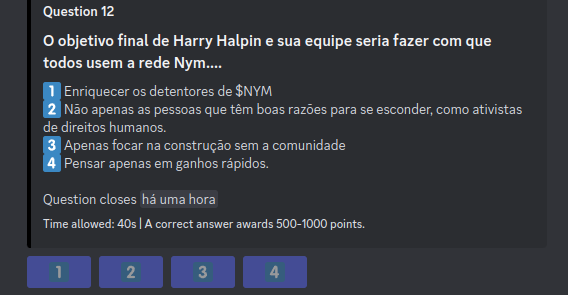 Question 12
O objetivo final de Harry Halpin e sua equipe seria fazer com que
todos usem a rede Nym....
1 Enriquecer os detentores de $NYM
2 Não apenas as pessoas que têm boas razões para se esconder, como ativistas
de direitos humanos.
3 Apenas focar na construção sem a comunidade
4 Pensar apenas em ganhos rápidos.
Question closes há uma hora
Time allowed: 40s | A correct answer awards 500-1000 points.
1 2 3 4